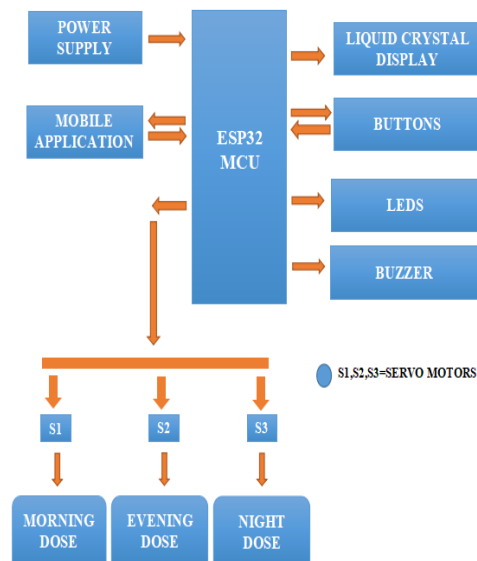 POWER
SUPPLY
LIQUID CRYSTAL
DISPLAY
MOBILE
APPLICATION
ESP32
MCU
BUTTONS
LEDS
BUZZER
S1,S2,S3=SERVO MOTORS
S1
S2
S3
MORNING
DOSE
EVENING
DOSE
NIGHT
DOSE